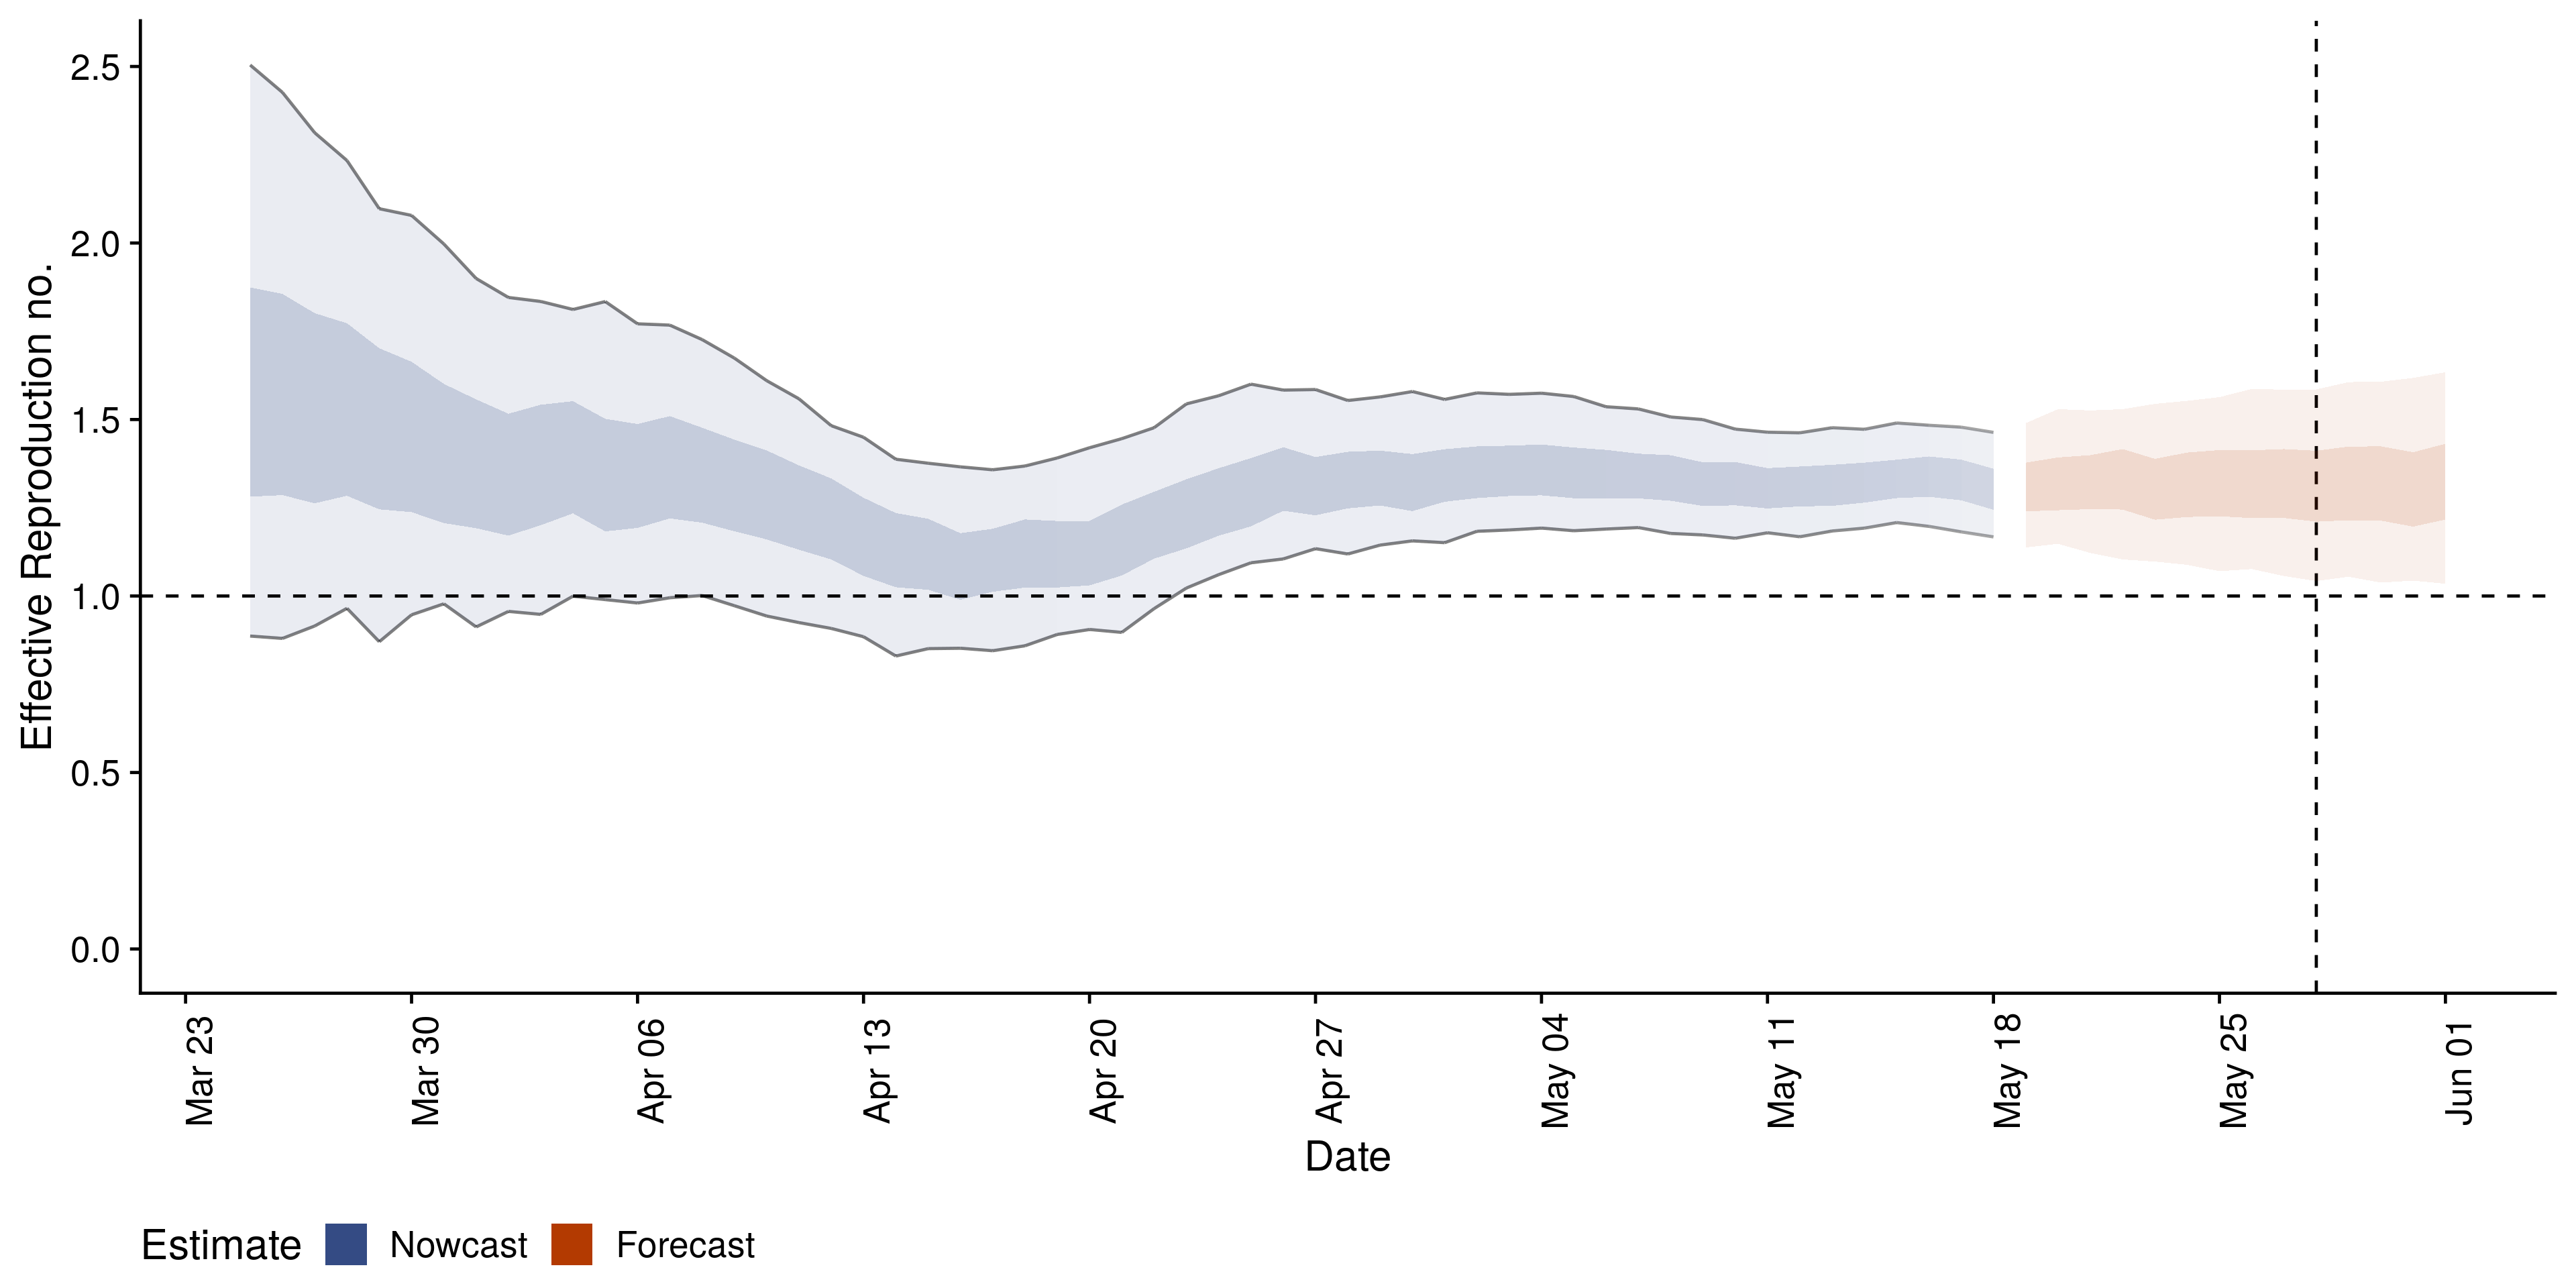 Effective Reproduction no.
2.5
2.0
1.5
1.0
0.5
0.0
Mar 23
Mar 30
Apr 06
Apr 13
Apr 20
Apr 27
May 04
May 11
May 18
May 25
Jun 01
Date
Estimate Nowcast Forecast